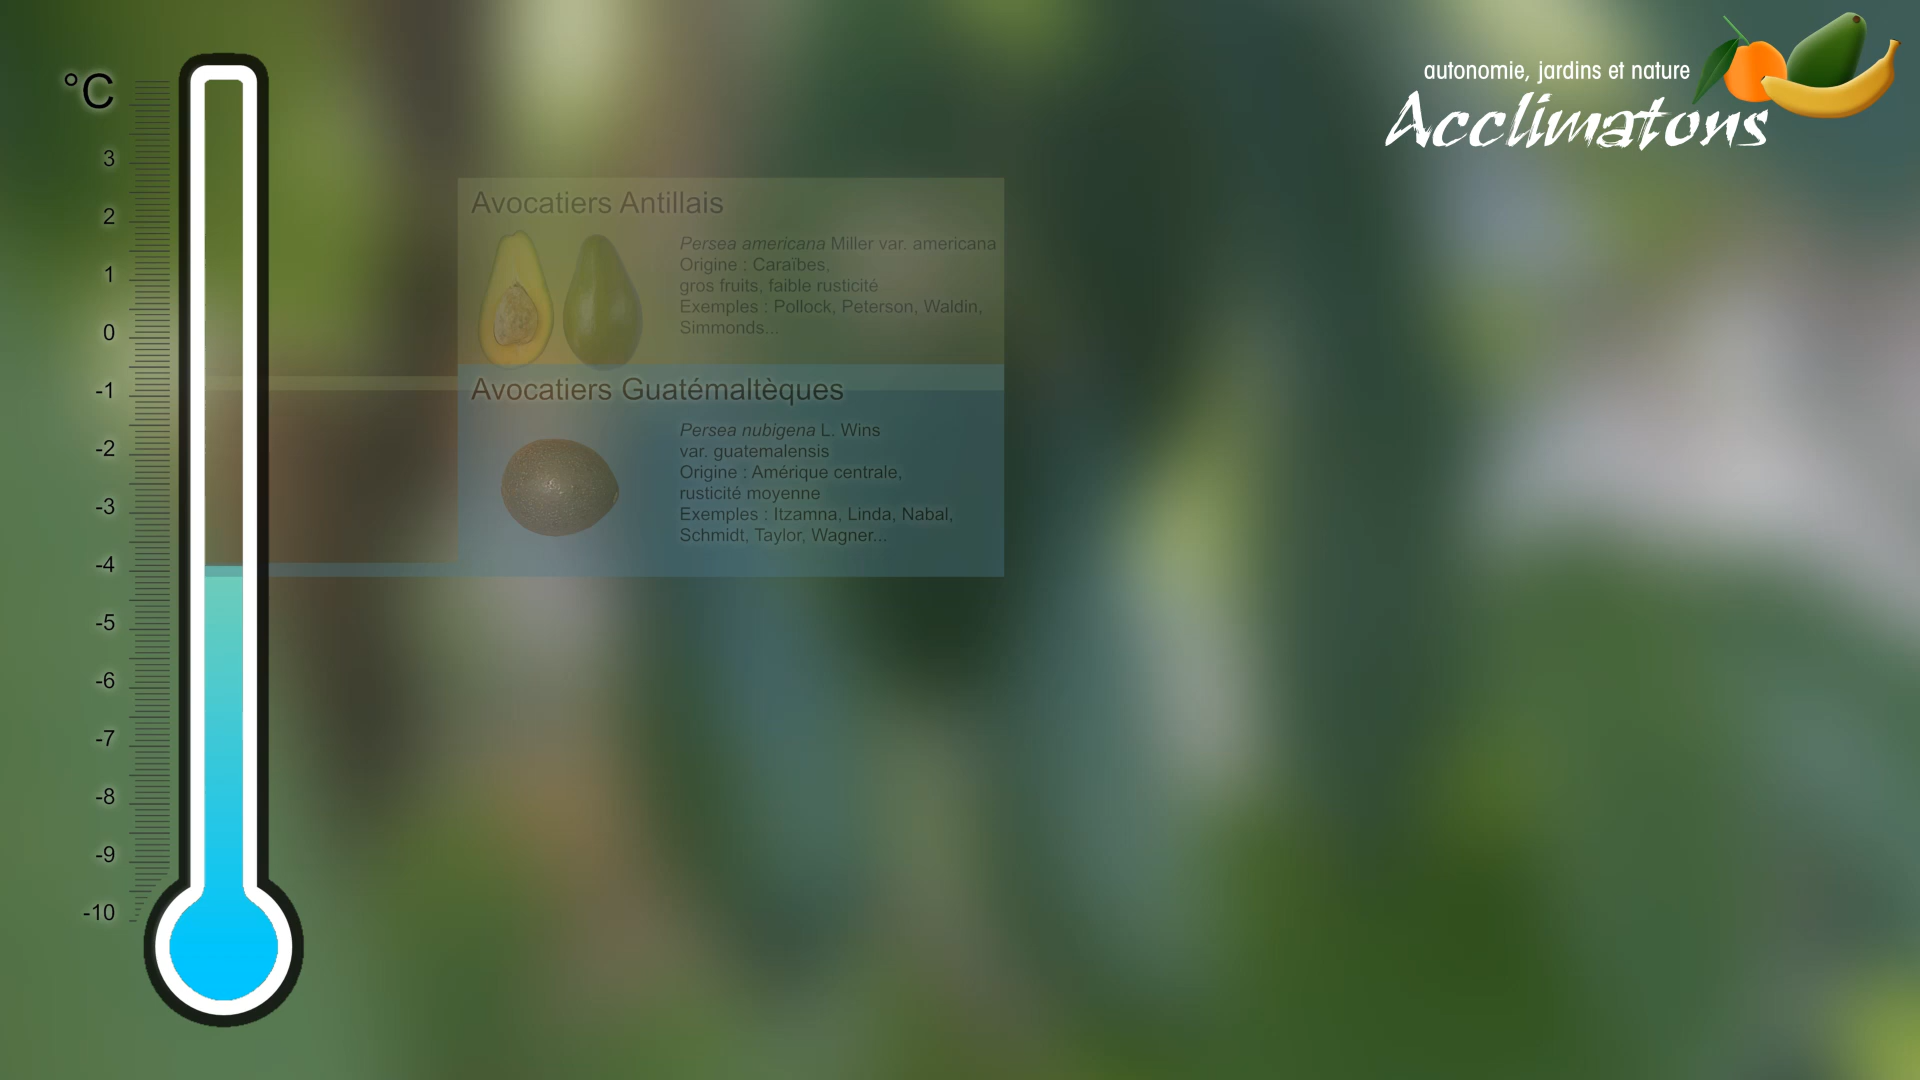 autonomie, jardins et nature
Acclimatons
°C
3
2
1
0
-1
-2
-3
-4
-5
-6
-7
-8
-9
-10
Avocatiers Antillais
Persea americana Miller var. americana
Origine : Caraïbes,
gros fruits, faible rusticité
Exemples : Pollock, Peterson, Waldin,
Simmonds...
Avocatiers Guatémaltèques
Persea nubigena L. Wins
var. guatemalensis
Origine : Amérique centrale,
rusticité moyenne
Exemples : Itzamna, Linda, Nabal,
Schmidt, Taylor, Wagner...